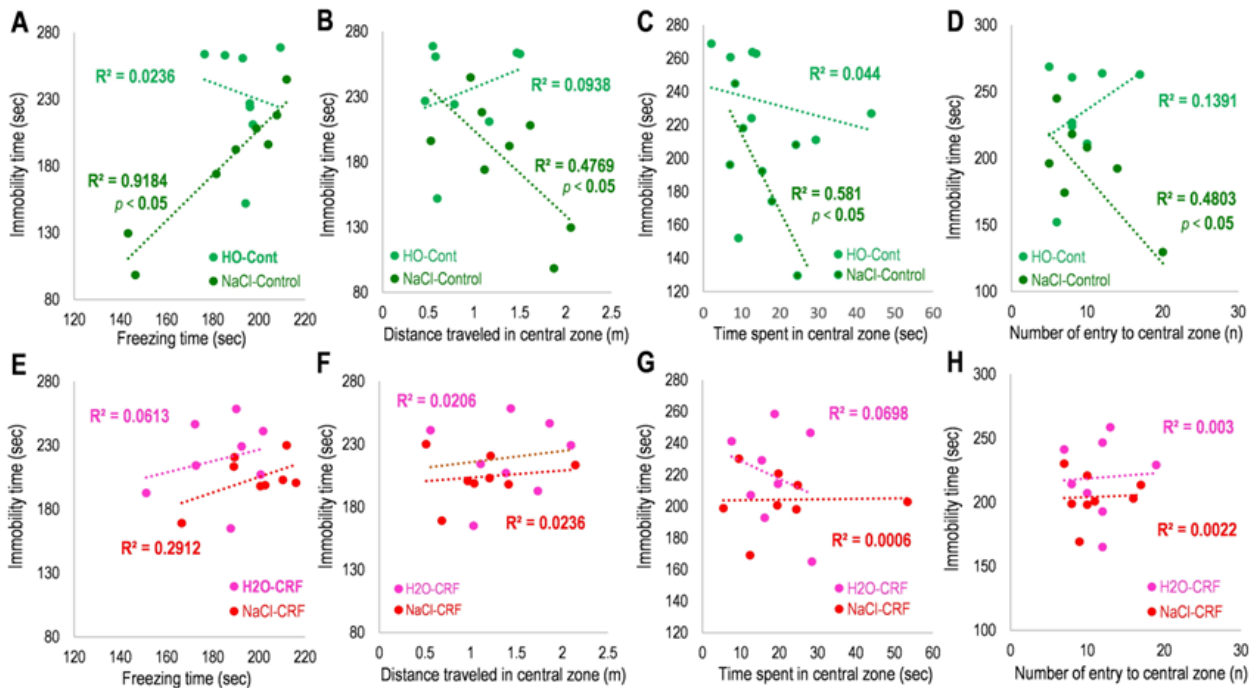 A
Immobility time (sec)
280
230
180
130
80
R² = 0.0236
R² = 0.9184
p < 0.05
HO-Cont
NaCl-Control
120 140 160 180 200 220
Freezing time (sec)
B
Immobility time (sec)
280
230
180
130
80
R² = 0.0938
R² = 0.4769
p < 0.05
HO-Cont
NaCl-Control
0 0.5 1 1.5 2 2.5
Distance traveled in central zone (m)
C
Immobility time (sec)
280
260
240
220
200
180
160
140
120
R² = 0.044
R² = 0.581
p < 0.05
HO-Cont
NaCl-Control
0 10 20 30 40 50 60
Time spent in central zone (sec)
D
Immobility time (sec)
300
250
200
150
100
R² = 0.1391
R² = 0.4803
p < 0.05
HO-Cont
NaCl-Control
0 10 20 30
Number of entry to central zone (n)
E
Immobility time (sec)
280
230
180
130
80
R² = 0.0613
R² = 0.2912
H2O-CRF
NaCl-CRF
120 140 160 180 200 220
Freezing time (sec)
F
Immobility time (sec)
280
230
180
130
80
R² = 0.0206
R² = 0.0236
H2O-CRF
NaCl-CRF
0 0.5 1 1.5 2 2.5
Distance traveled in central zone (m)
G
Immobility time (sec)
280
260
240
220
200
180
160
140
120
R² = 0.0698
R² = 0.0006
H2O-CRF
NaCl-CRF
0 10 20 30 40 50 60
Time spent in central zone (sec)
H
Immobility time (sec)
300
250
200
150
100
R² = 0.003
R² = 0.0022
H2O-CRF
NaCl-CRF
0 10 20 30
Number of entry to central zone (n)